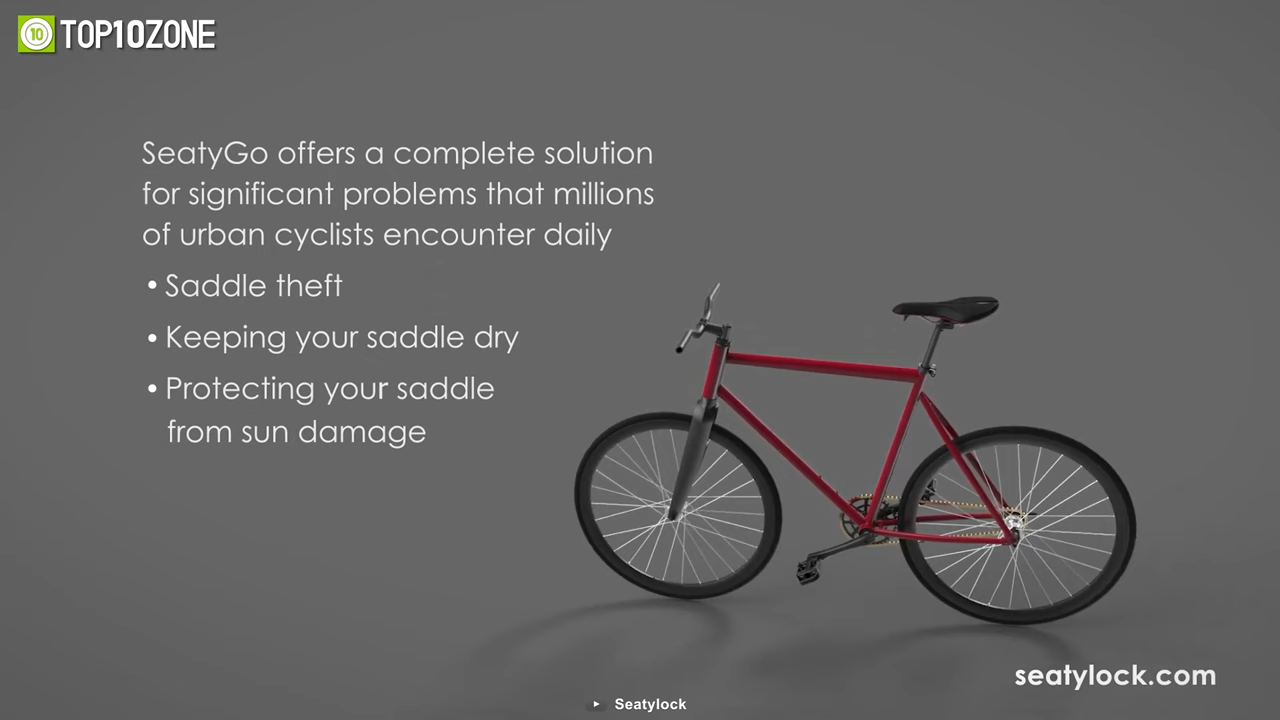 10 TOP10ZONE
SeatyGo offers a complete solution
for significant problems that millions
of urban cyclists encounter daily
• Saddle theft
• Keeping your saddle dry
• Protecting your saddle
from sun damage
seatylock.com
Seatylock